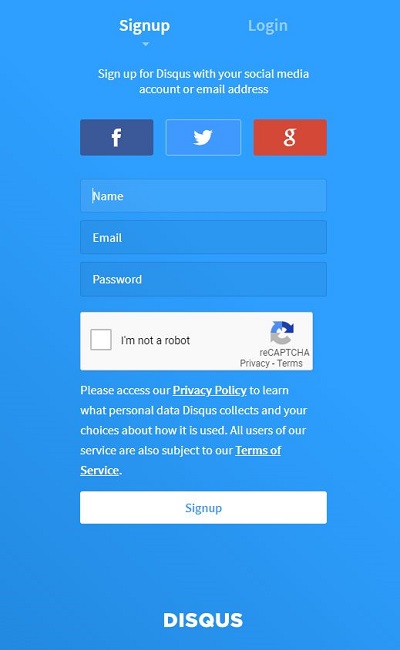 Signup Login
Sign up for Disqus with your social media
account or email address
f g
Name
Email
Password
I'm not a robot
reCAPTCHA
Privacy - Terms
Please access our Privacy Policy to learn
what personal data Disqus collects and your
choices about how it is used. All users of our
service are also subject to our Terms of
Service.
Signup
DISQUS